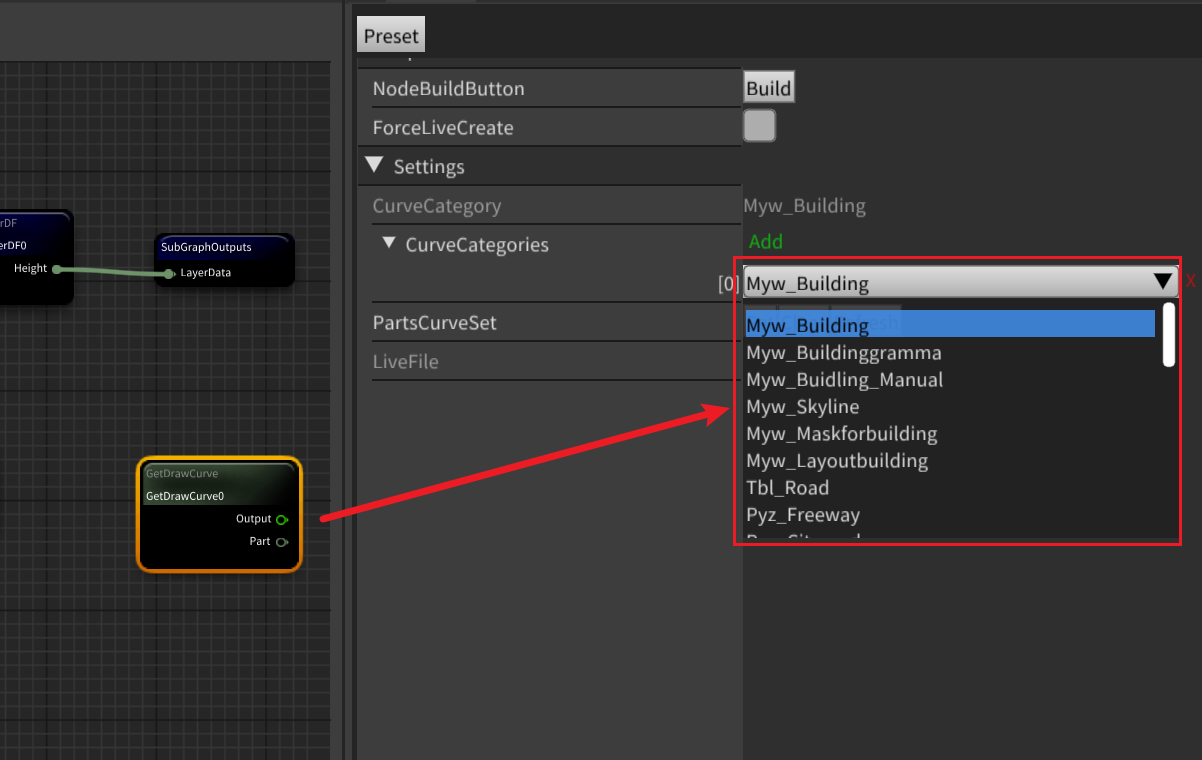 Preset
NodeBuildButton
Build
ForceLiveCreate
Settings
CurveCategory
Myw_Building
CurveCategories
Add
[0]
Myw_Building
X
PartsCurveSet
LiveFile
Myw_Building
Myw_Buildinggramma
Myw_Buidling_Manual
Myw_Skyline
Myw_Maskforbuilding
Myw_Layoutbuilding
Tbl_Road
Pyz_Freeway
rDF
erDF0
Height
SubGraphOutputs
LayerData
GetDrawCurve
GetDrawCurve0
Output
Part